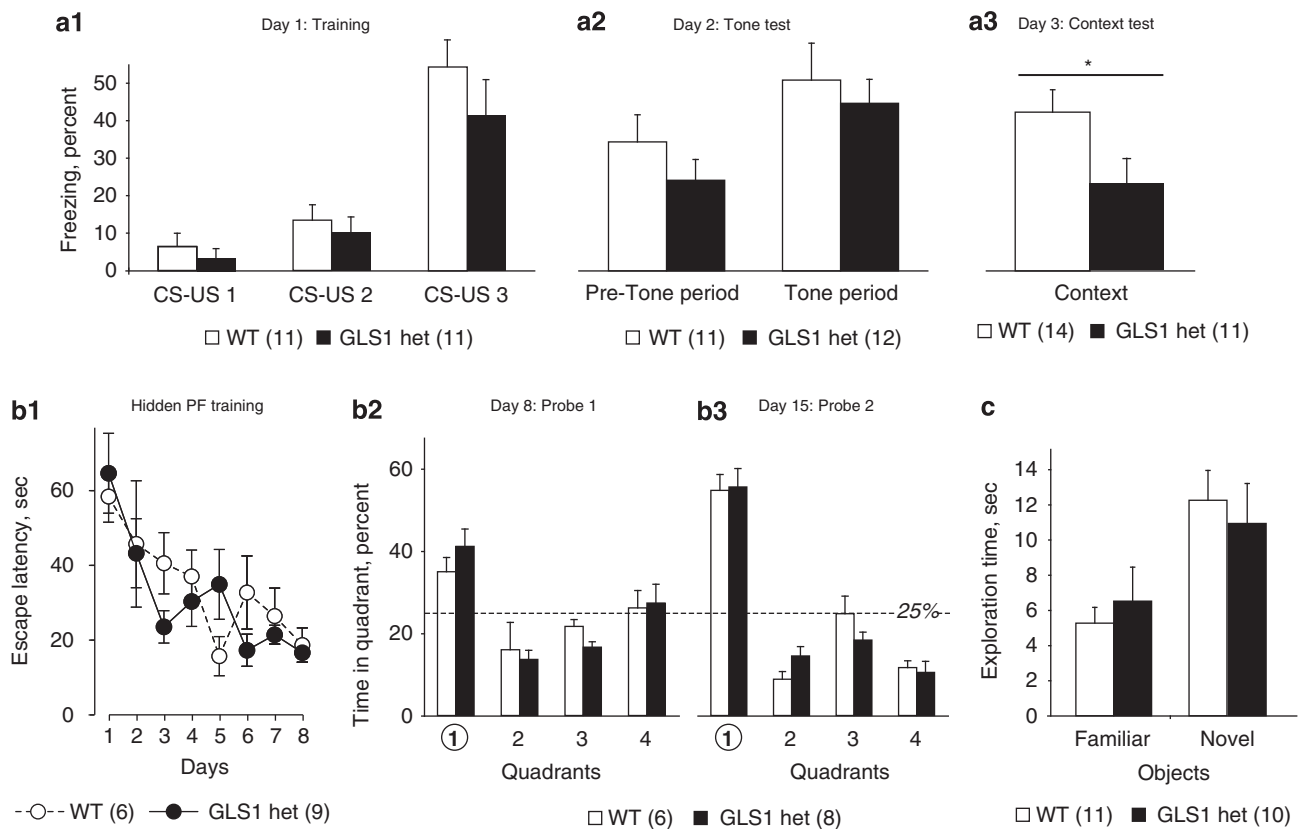 a1
Day 1: Training
a2
Day 2: Tone test
a3
Day 3: Context test
Freezing, percent
50
40
30
20
10
0
*
CS-US 1 CS-US 2 CS-US 3
Pre-Tone period Tone period
Context
WT (11) GLS1 het (11)
WT (11) GLS1 het (12)
WT (14) GLS1 het (11)
b1
Hidden PF training
Escape latency, sec
60
40
20
0
1 2 3 4 5 6 7 8
Days
WT (6) GLS1 het (9)
b2
Day 8: Probe 1
b3
Day 15: Probe 2
Time in quadrant, percent
60
40
20
0
25%
1 2 3 4
Quadrants
1 2 3 4
Quadrants
WT (6) GLS1 het (8)
c
Exploration time, sec
14
12
10
8
6
4
2
0
Familiar Novel
Objects
WT (11) GLS1 het (10)